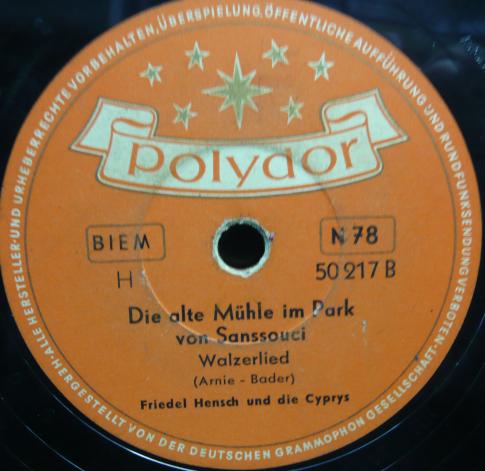 ALLE HERSTELLER-UND URHEBERRECHTE VORBEHALTEN, ÜBERSPIELUNG, ÖFFENTLICHE AUFFÜHRUNG UND RUNDFUNKSENDUNG VERBOTEN.
polydor
BIEM
N 78
H
50 217 B
Die alte Mühle im Park
von Sanssouci
Walzerlied
(Arnie - Bader)
Friedel Hensch und die Cyprys
HERGESTELLT VON DER DEUTSCHEN GRAMMOPHON GESELLSCHAFT